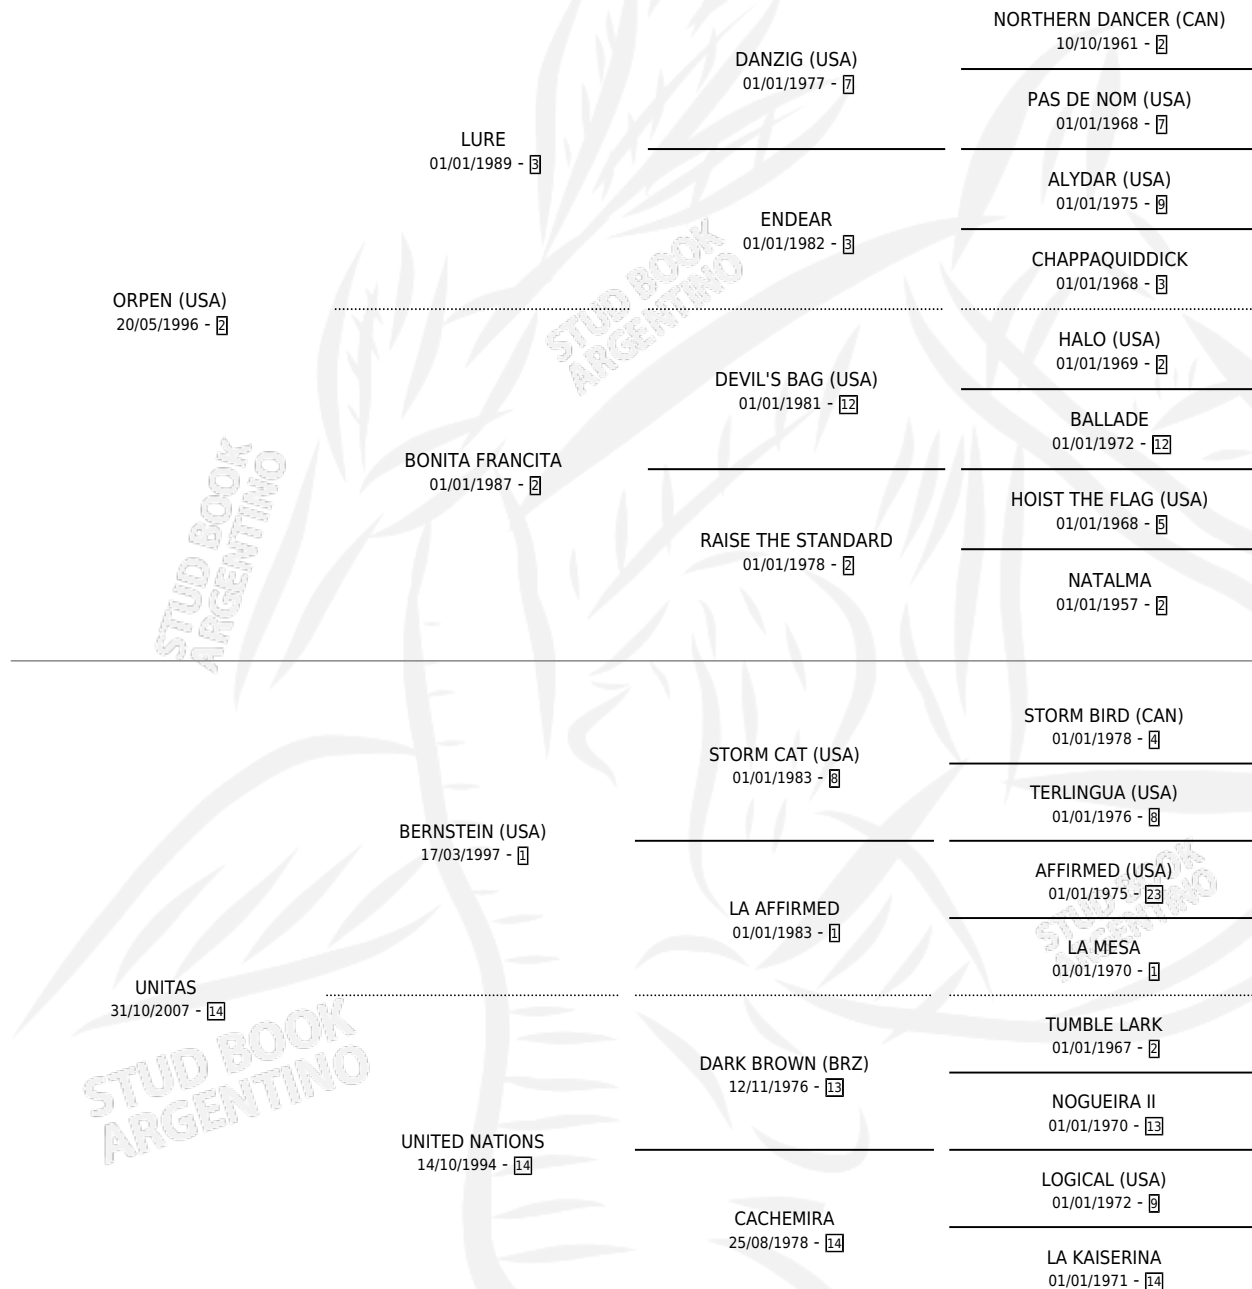 NORTHERN DANCER (CAN)
10/10/1961 - 2
DANZIG (USA)
01/01/1977 - 7
PAS DE NOM (USA)
01/01/1968 - 7
LURE
01/01/1989 - 3
ALYDAR (USA)
01/01/1975 - 9
ENDEAR
01/01/1982 - 3
CHAPPAQUIDDICK
01/01/1968 - 3
ORPEN (USA)
20/05/1996 - 2
STUD BOOK
ARGENTINO
HALO (USA)
01/01/1969 - 2
DEVIL'S BAG (USA)
01/01/1981 - 12
BALLADE
01/01/1972 - 12
BONITA FRANCITA
01/01/1987 - 2
HOIST THE FLAG (USA)
01/01/1968 - 5
RAISE THE STANDARD
01/01/1978 - 2
NATALMA
01/01/1957 - 2
STUD BOOK
ARGENTINO
STORM BIRD (CAN)
01/01/1978 - 4
STORM CAT (USA)
01/01/1983 - 8
TERLINGUA (USA)
01/01/1976 - 8
BERNSTEIN (USA)
17/03/1997 - 1
AFFIRMED (USA)
01/01/1975 - 23
LA AFFIRMED
01/01/1983 - 1
LA MESA
01/01/1970 - 1
STUD BOOK
ARGENTINO
UNITAS
31/10/2007 - 14
STUD BOOK
ARGENTINO
TUMBLE LARK
01/01/1967 - 2
DARK BROWN (BRZ)
12/11/1976 - 13
NOGUEIRA II
01/01/1970 - 13
UNITED NATIONS
14/10/1994 - 14
LOGICAL (USA)
01/01/1972 - 9
CACHEMIRA
25/08/1978 - 14
LA KAISERINA
01/01/1971 - 14